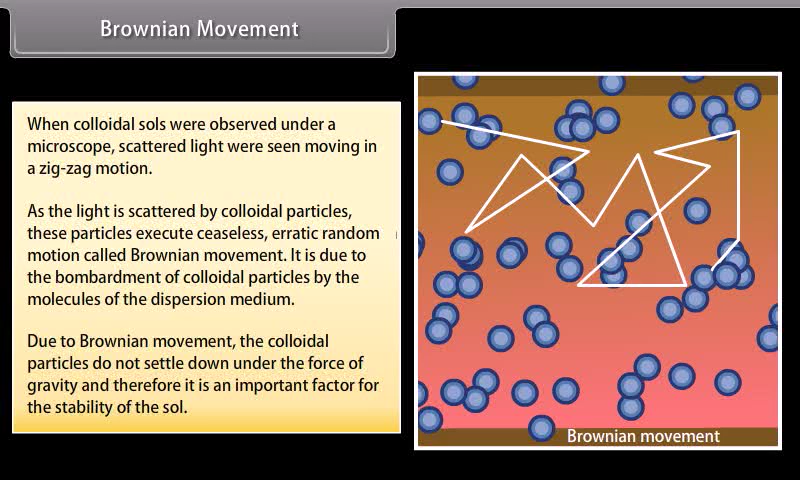 Brownian Movement
When colloidal sols were observed under a
microscope, scattered light were seen moving in
a zig-zag motion.
As the light is scattered by colloidal particles,
these particles execute ceaseless, erratic random
motion called Brownian movement. It is due to
the bombardment of colloidal particles by the
molecules of the dispersion medium.
Due to Brownian movement, the colloidal
particles do not settle down under the force of
gravity and therefore it is an important factor for
the stability of the sol.
Brownian movement